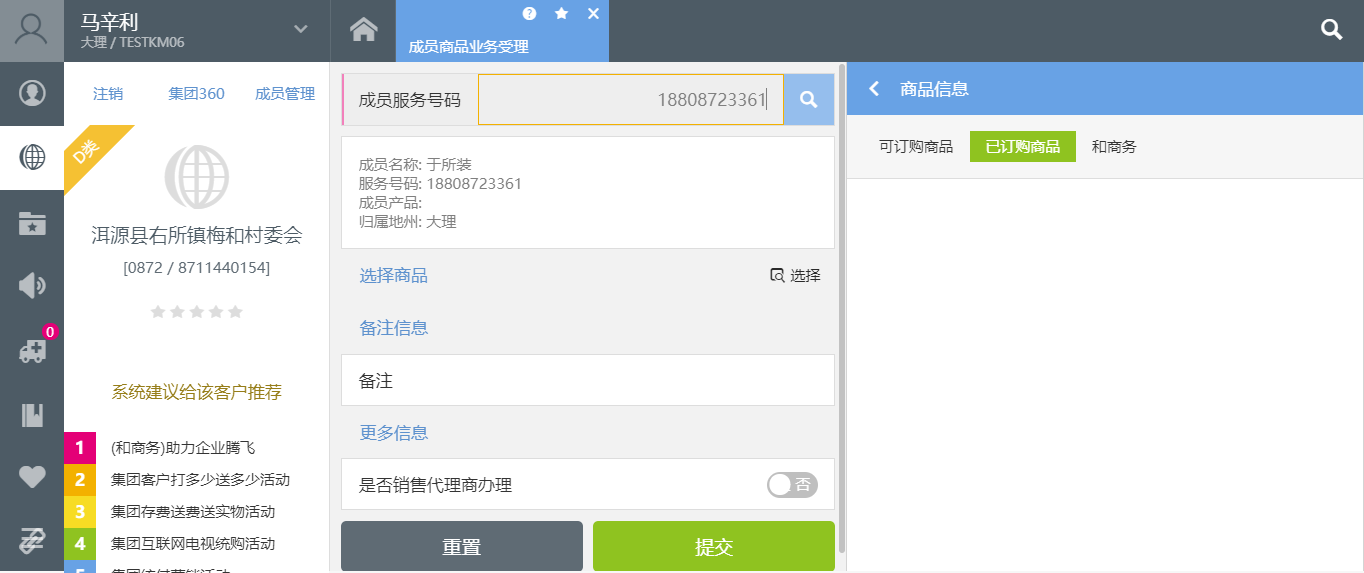 马辛利
大理 / TESTKM06
成员商品业务受理
注销 集团360 成员管理
D类
洱源县右所镇梅和村委会
[0872 / 8711440154]
系统建议给该客户推荐
1 (和商务)助力企业腾飞
2 集团客户打多少送多少活动
3 集团存费送费送实物活动
4 集团互联网电视统购活动
0
成员服务号码 18808723361
成员名称: 于所装
服务号码: 18808723361
成员产品:
归属地州: 大理
选择商品 选择
备注信息
备注
更多信息
是否销售代理商办理 否
重置 提交
商品信息
可订购商品 已订购商品 和商务